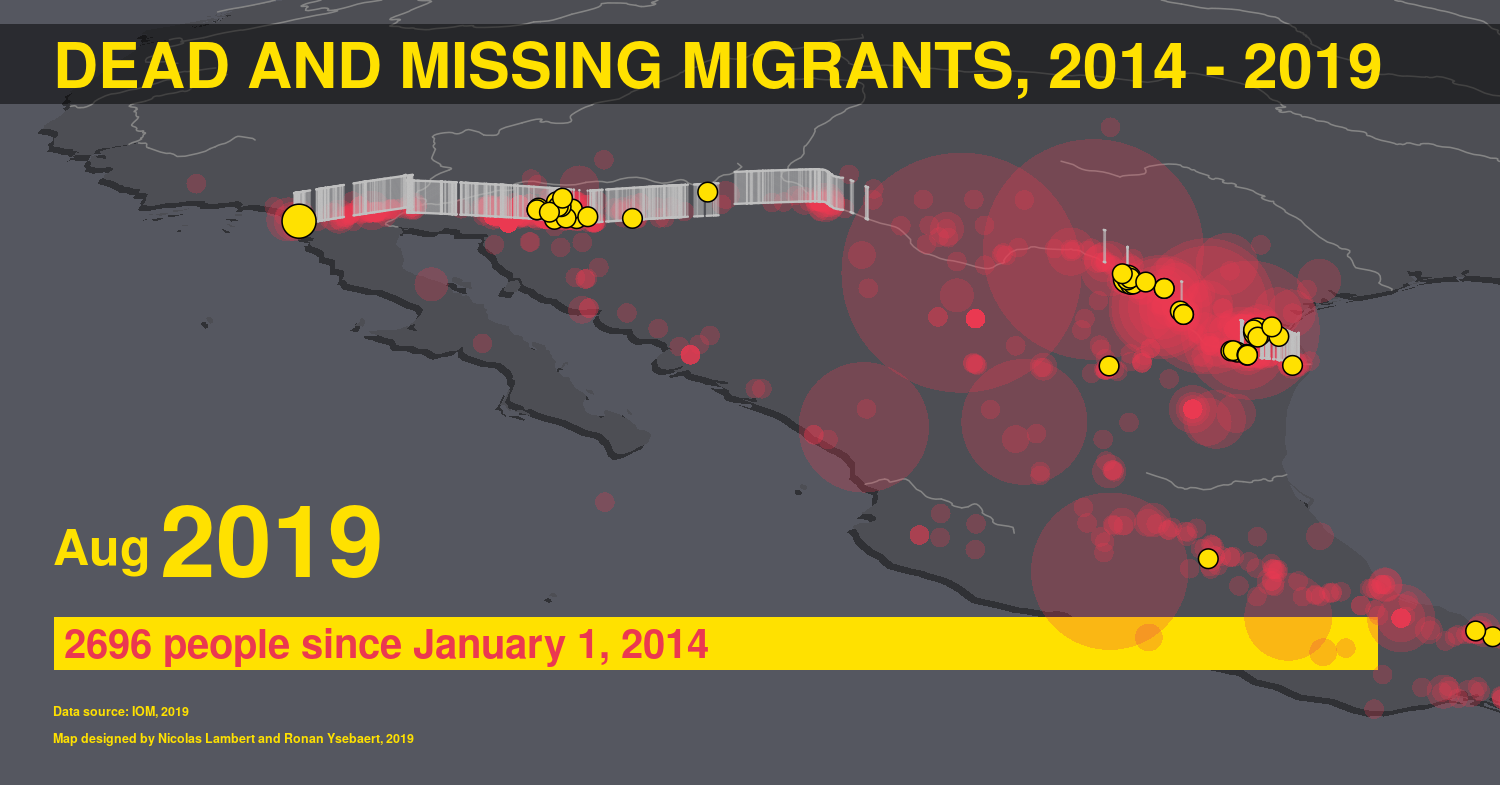 DEAD AND MISSING MIGRANTS, 2014 - 2019
Aug 2019
2696 people since January 1, 2014
Data source: IOM, 2019
Map designed by Nicolas Lambert and Ronan Ysebaert, 2019